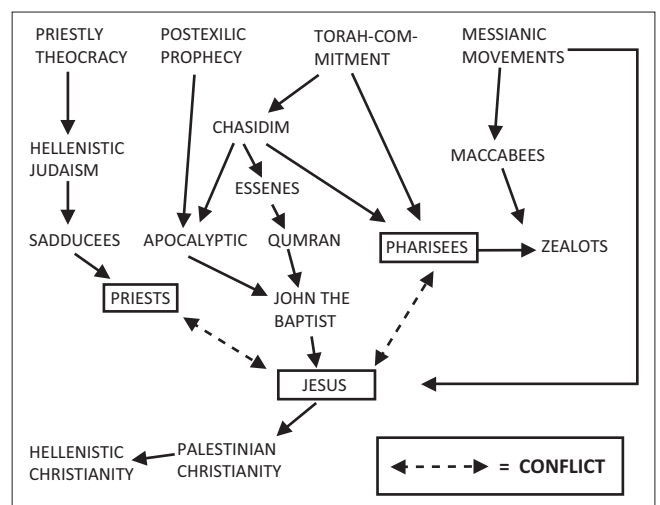 PRIESTLY
THEOCRACY
POSTEXILIC
PROPHECY
TORAH-COM-
MITMENT
MESSIANIC
MOVEMENTS
CHASIDIM
HELLENISTIC
JUDAISM
MACCABEES
ESSENES
SADDUCEES
APOCALYPTIC
QUMRAN
PHARISEES
ZEALOTS
PRIESTS
JOHN THE
BAPTIST
JESUS
HELLENISTIC
CHRISTIANITY
PALESTINIAN
CHRISTIANITY
= CONFLICT